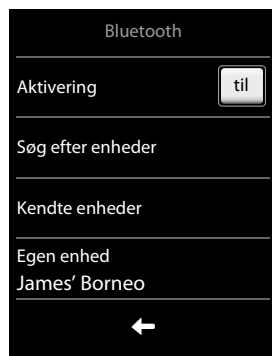 Bluetooth
Aktivering
til
Søg efter enheder
Kendte enheder
Egen enhed
James’ Borneo